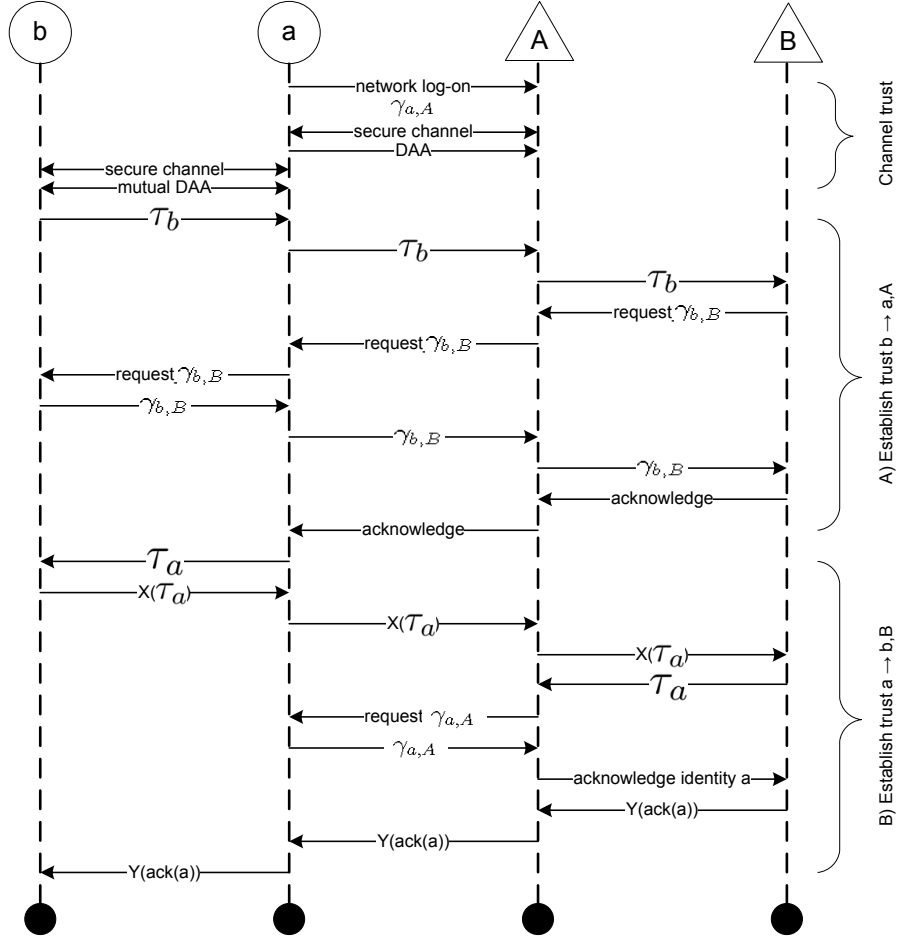 b
a
A
B
network log-on
γa,A
secure channel
DAA
secure channel
mutual DAA
τb
τb
τb
request γb,B
request γb,B
request γb,B
γb,B
γb,B
γb,B
acknowledge
acknowledge
τa
X(τa)
X(τa)
X(τa)
τa
request γa,A
γa,A
acknowledge identity a
Y(ack(a))
Y(ack(a))
Y(ack(a))
Channel trust
A) Establish trust b → a,A
B) Establish trust a → b,B